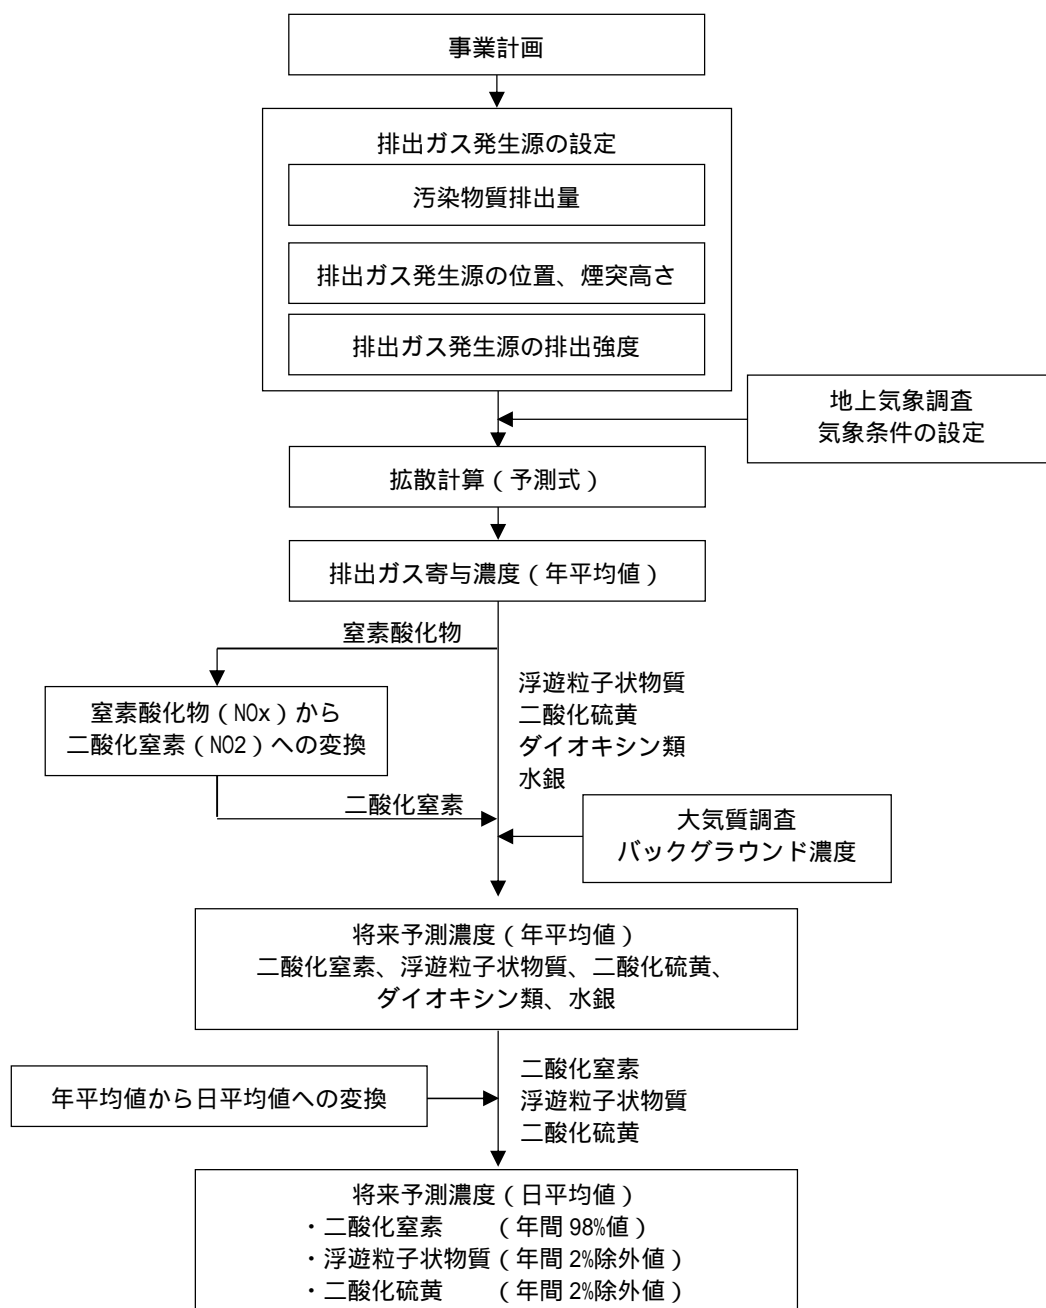 事業計画
排出ガス発生源の設定
汚染物質排出量
排出ガス発生源の位置、煙突高さ
排出ガス発生源の排出強度
地上気象調査
気象条件の設定
拡散計算(予測式)
排出ガス寄与濃度(年平均値)
窒素酸化物
浮遊粒子状物質
二酸化硫黄
ダイオキシン類
水銀
窒素酸化物(NOx)から
二酸化窒素(NO2)への変換
二酸化窒素
大気質調査
バックグラウンド濃度
将来予測濃度(年平均値)
二酸化窒素、浮遊粒子状物質、二酸化硫黄、
ダイオキシン類、水銀
年平均値から日平均値への変換
二酸化窒素
浮遊粒子状物質
二酸化硫黄
将来予測濃度(日平均値)
・二酸化窒素 (年間 98%値)
・浮遊粒子状物質(年間 2%除外値)
・二酸化硫黄 (年間 2%除外値)